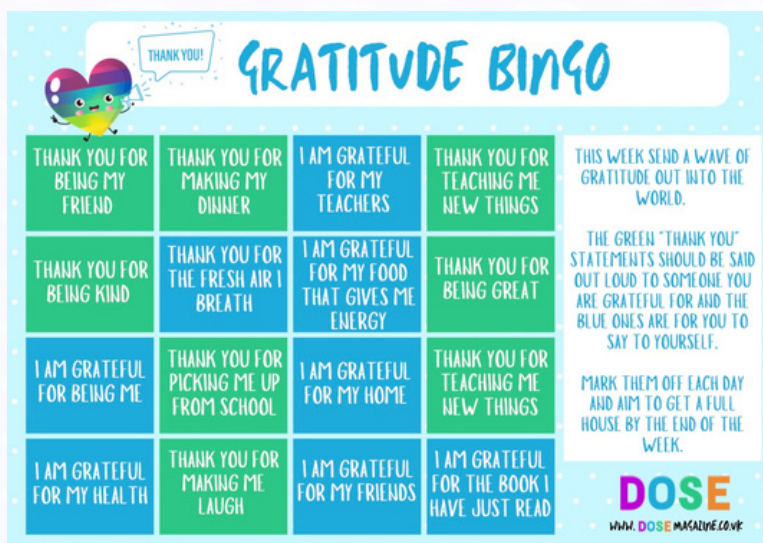 THANK YOU!
GRATITUDE BINGO
THANK YOU FOR
BEING MY
FRIEND
THANK YOU FOR
MAKING MY
DINNER
I AM GRATEFUL
FOR MY
TEACHERS
THANK YOU FOR
TEACHING ME
NEW THINGS
THANK YOU FOR
BEING KIND
THANK YOU FOR
THE FRESH AIR I
BREATH
I AM GRATEFUL
FOR MY FOOD
THAT GIVES ME
ENERGY
THANK YOU FOR
BEING GREAT
I AM GRATEFUL
FOR BEING ME
THANK YOU FOR
PICKING ME UP
FROM SCHOOL
I AM GRATEFUL
FOR MY HOME
THANK YOU FOR
TEACHING ME
NEW THINGS
I AM GRATEFUL
FOR MY HEALTH
THANK YOU FOR
MAKING ME
LAUGH
I AM GRATEFUL
FOR MY FRIENDS
I AM GRATEFUL
FOR THE BOOK I
HAVE JUST READ
THIS WEEK SEND A WAVE OF
GRATITUDE OUT INTO THE
WORLD.
THE GREEN "THANK YOU"
STATEMENTS SHOULD BE SAID
OUT LOUD TO SOMEONE YOU
ARE GRATEFUL FOR AND THE
BLUE ONES ARE FOR YOU TO
SAY TO YOURSELF.
MARK THEM OFF EACH DAY
AND AIM TO GET A FULL
HOUSE BY THE END OF THE
WEEK.
DOSE
WWW.DOSEMAGAZINE.CO.UK